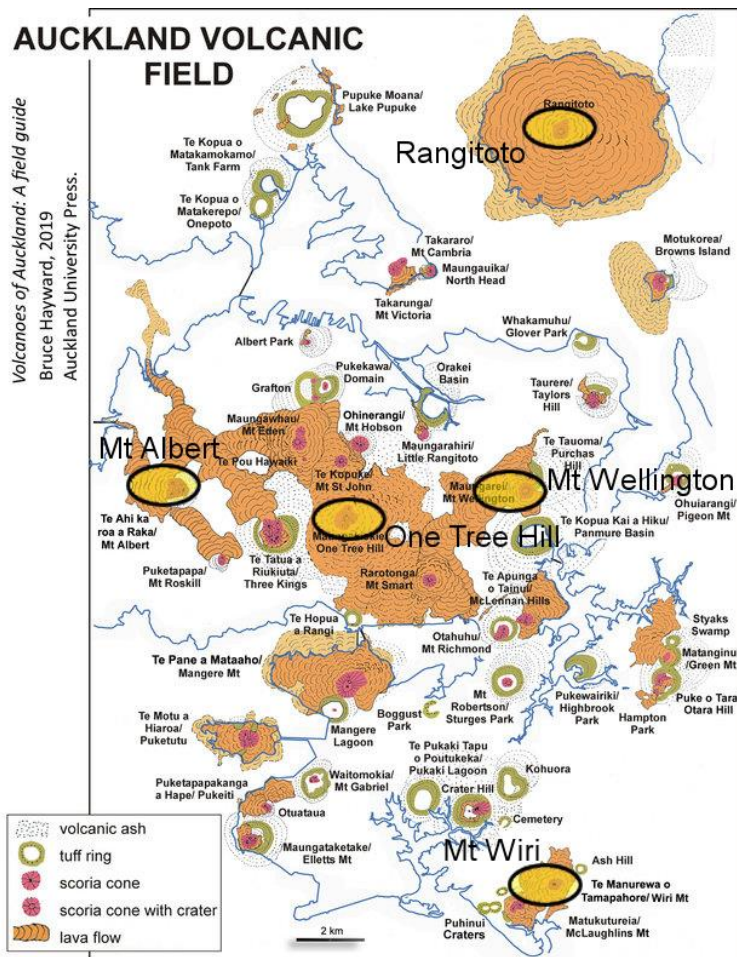 AUCKLAND VOLCANIC
FIELD
Volcanoes of Auckland: A field guide
Bruce Hayward, 2019
Auckland University Press.
Pupuke Moana/
Lake Pupuke
Rangitoto
Rangitoto
Te Kopua o
Matakamokamo/
Tank Farm
Te Kopua o
Matakerepo/
Onepoto
Takararo/
Mt Cambria
Maungauika/
North Head
Takarunga/
Mt Victoria
Motukorea/
Browns Island
Albert Park
Whakamuhu/
Glover Park
Pukekawa/
Domain
Grafton
Orakei
Basin
Taurere/
Taylors
Hill
Maungawhau/
Mt Eden
Ohinerangi/
Mt Hobson
Maungarahiri/
Little Rangitoto
Mt Albert
Te Pou Hawaiki
Te Kopuke/
Mt St John
Te Tauoma/
Purchas
Hill
Maungarei/
Mt Wellington
Mt Wellington
Ohuiarangi/
Pigeon Mt
Te Ahi ka
roa a Raka/
Mt Albert
One Tree Hill
One Tree Hill
Te Kopua Kai a Hiku/
Panmure Basin
Puketapapa/
Mt Roskill
Te Tatua a
Riukiuta/
Three Kings
Rarotonga/
Mt Smart
Te Apunga
o Tainui/
McLennan Hills
Te Hopua
a Rangi
Otahuhu/
Mt Richmond
Styaks
Swamp
Matanginui
/Green Mt
Te Pane a Mataaho/
Mangere Mt
Mt
Robertson/
Sturges Park
Pukewairiki/
Highbrook
Park
Puke o Tara
Otara Hill
Hampton
Park
Te Motu a
Hiaroa/
Puketutu
Mangere
Lagoon
Boggust
Park
Te Pukaki Tapu
o Poutukeka/
Pukaki Lagoon
Kohuora
Waitomokia/
Mt Gabriel
Puketapapakanga
a Hape/ Pukeiti
Crater Hill
Otuataua
Cemetery
Maungataketake/
Elletts Mt
Mt Wiri
Ash Hill
Te Manurewa o
Tamapahore/ Wiri Mt
Puhinui
Craters
Matukutureia/
McLaughlins Mt
volcanic ash
tuff ring
scoria cone
scoria cone with crater
lava flow
2 km